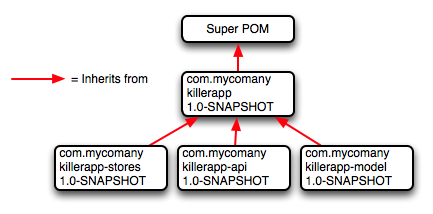 Super POM
= Inherits from
com.mycomany
killerapp
1.0-SNAPSHOT
com.mycomany
killerapp-stores
1.0-SNAPSHOT
com.mycomany
killerapp-api
1.0-SNAPSHOT
com.mycomany
killerapp-model
1.0-SNAPSHOT